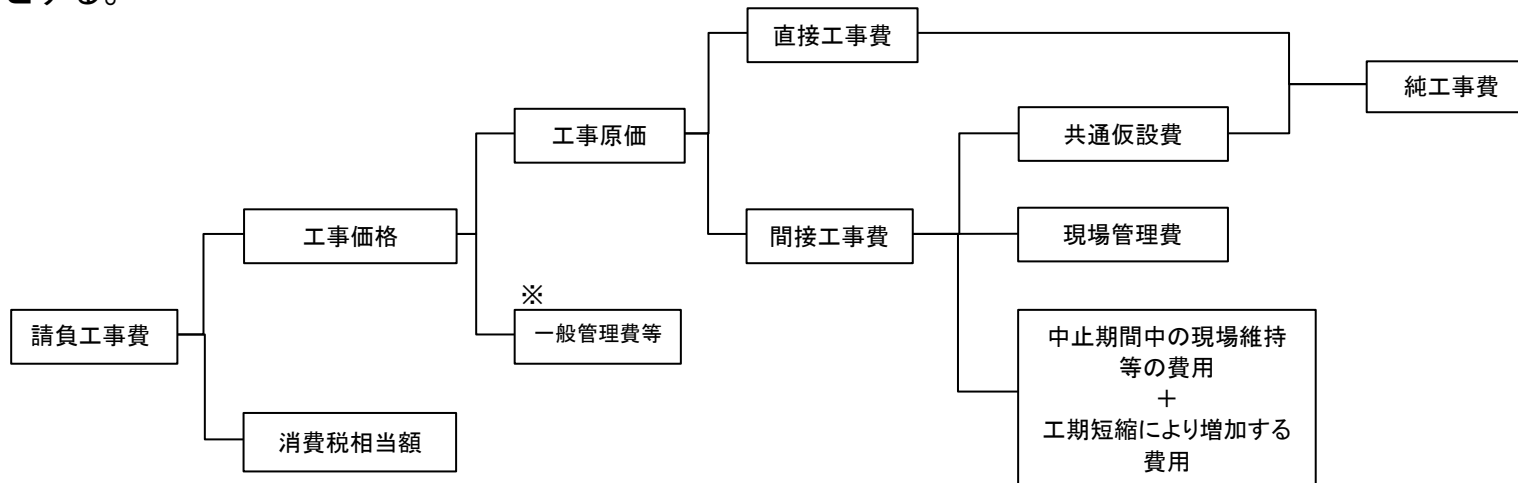 とする。
直接工事費
純工事費
工事原価
共通仮設費
工事価格
間接工事費
現場管理費
※
請負工事費
一般管理費等
中止期間中の現場維持
等の費用
＋
工期短縮により増加する
費用
消費税相当額